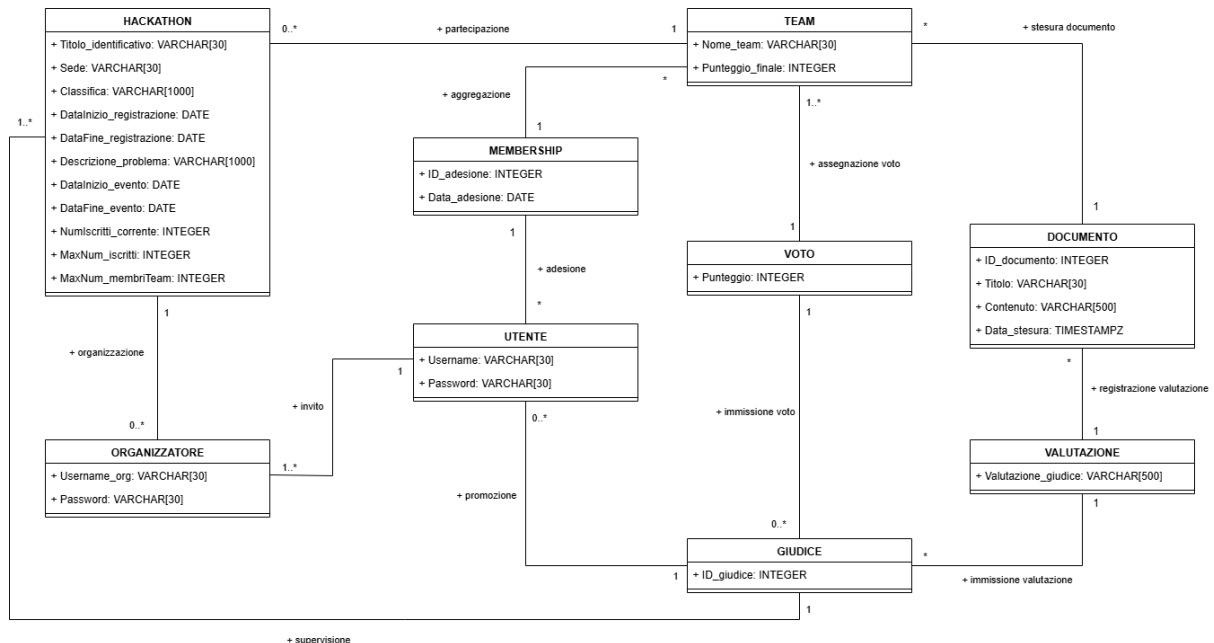 HACKATHON
+ Titolo_identificativo: VARCHAR[30]
+ Sede: VARCHAR[30]
+ Classifica: VARCHAR[1000]
+ DataInizio_registrazione: DATE
+ DataFine_registrazione: DATE
+ Descrizione_problema: VARCHAR[1000]
+ DataInizio_evento: DATE
+ DataFine_evento: DATE
+ NumIscritti_corrente: INTEGER
+ MaxNum_iscritti: INTEGER
+ MaxNum_membriTeam: INTEGER
0..*
+ partecipazione
1
TEAM
+ Nome_team: VARCHAR[30]
+ Punteggio_finale: INTEGER
*
+ stesura documento
1
*
+ aggregazione
1
MEMBERSHIP
+ ID_adesione: INTEGER
+ Data_adesione: DATE
1..*
+ assegnazione voto
1
VOTO
+ Punteggio: INTEGER
DOCUMENTO
+ ID_documento: INTEGER
+ Titolo: VARCHAR[30]
+ Contenuto: VARCHAR[500]
+ Data_stesura: TIMESTAMPZ
1
+ adesione
*
UTENTE
+ Username: VARCHAR[30]
+ Password: VARCHAR[30]
1
+ organizzazione
0..*
ORGANIZZATORE
+ Username_org: VARCHAR[30]
+ Password: VARCHAR[30]
1
+ invito
1..*
0..*
+ promozione
1
1
+ immissione voto
0..*
GIUDICE
+ ID_giudice: INTEGER
*
+ registrazione valutazione
1
VALUTAZIONE
+ Valutazione_giudice: VARCHAR[500]
1
*
+ immissione valutazione
1..*
1
+ supervisione